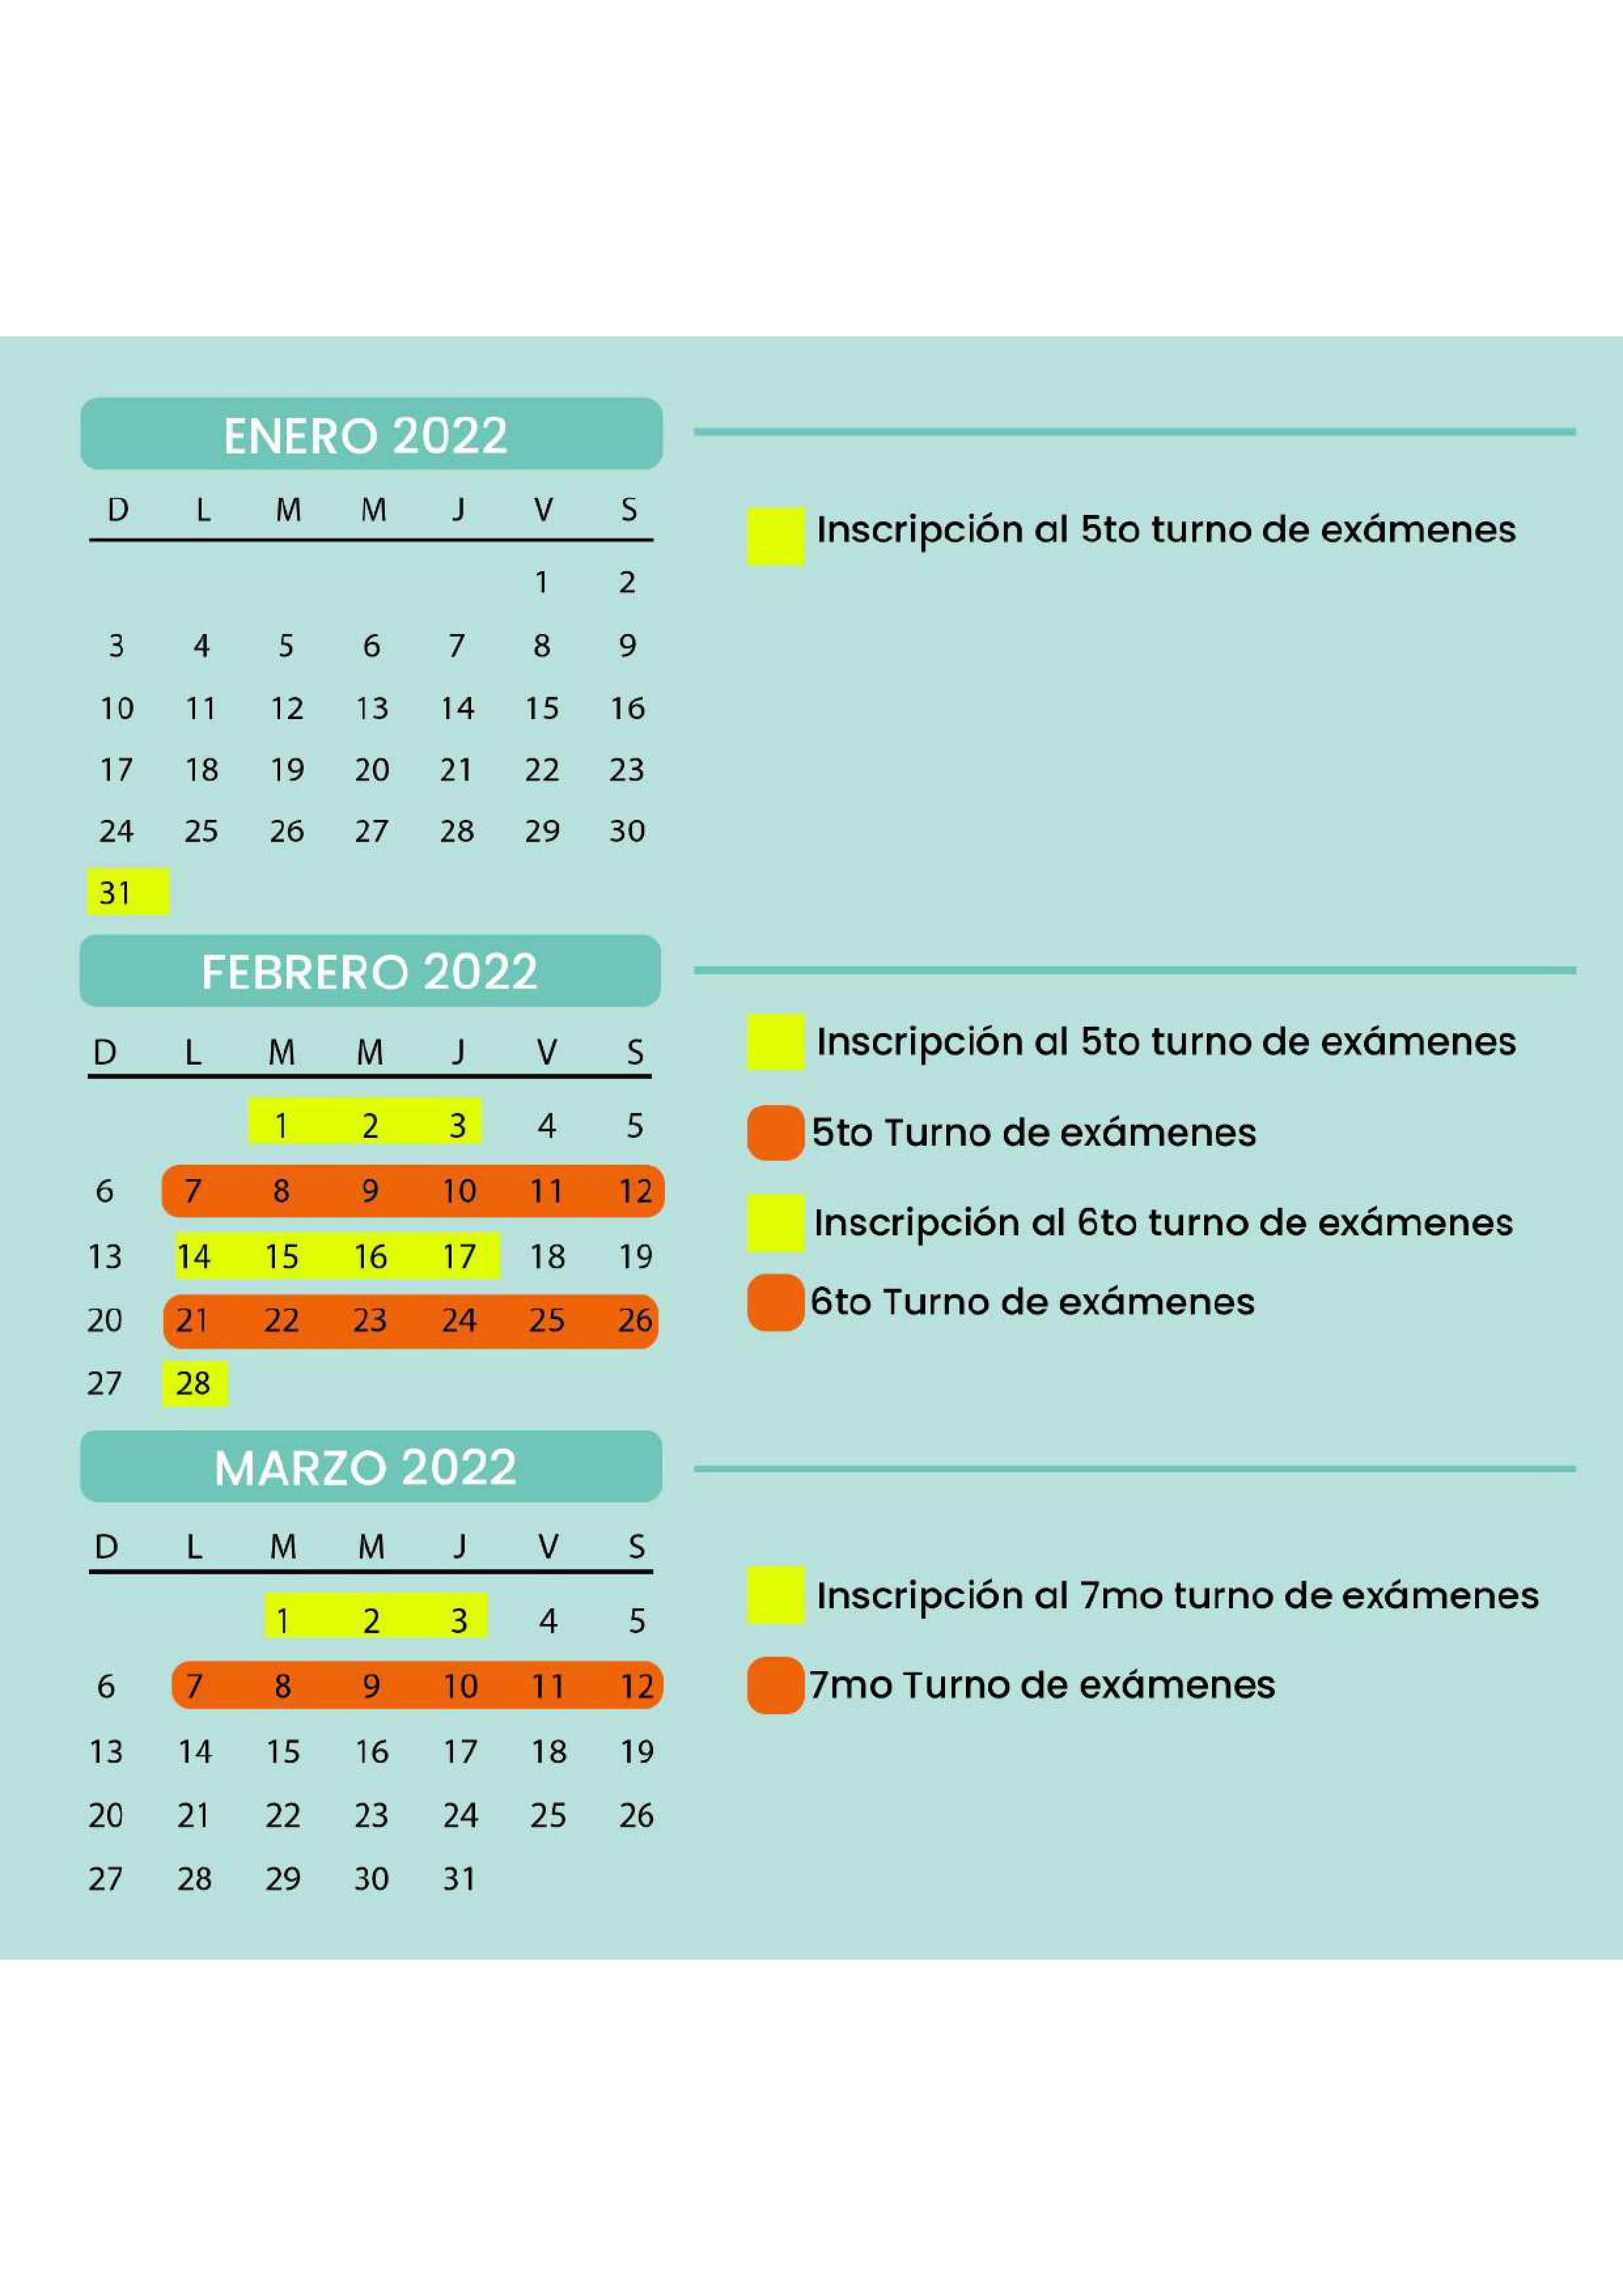 ENERO 2022
D L M M J V S
1 2
3 4 5 6 7 8 9
10 11 12 13 14 15 16
17 18 19 20 21 22 23
24 25 26 27 28 29 30
31
Inscripción al 5to turno de exámenes
FEBRERO 2022
D L M M J V S
1 2 3 4 5
6 7 8 9 10 11 12
13 14 15 16 17 18 19
20 21 22 23 24 25 26
27 28
Inscripción al 5to turno de exámenes
5to Turno de exámenes
Inscripción al 6to turno de exámenes
6to Turno de exámenes
MARZO 2022
D L M M J V S
1 2 3 4 5
6 7 8 9 10 11 12
13 14 15 16 17 18 19
20 21 22 23 24 25 26
27 28 29 30 31
Inscripción al 7mo turno de exámenes
7mo Turno de exámenes